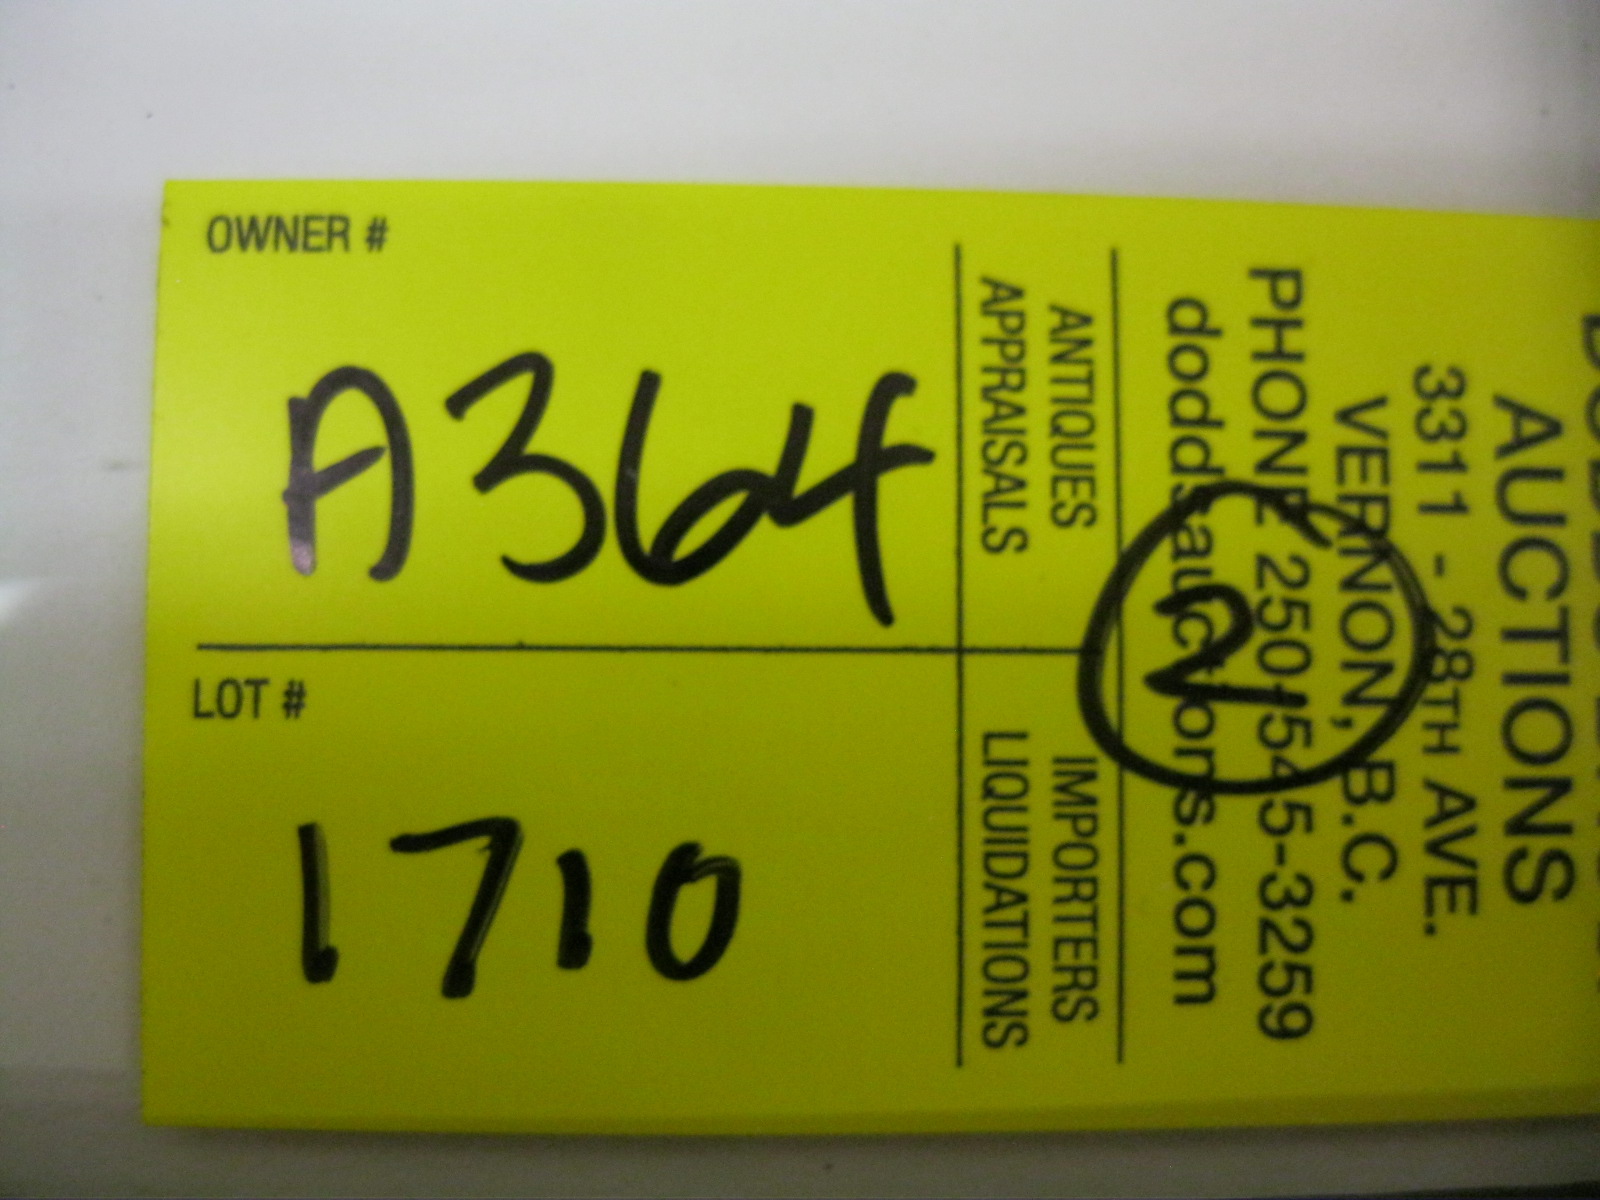 OWNER #
A364
LOT #
1710
AUCTIONS
3311 - 28TH AVE.
VERNON, B.C.
PHONE 250-545-3259
doddsauctions.com
2
ANTIQUES IMPORTERS
APPRAISALS LIQUIDATIONS